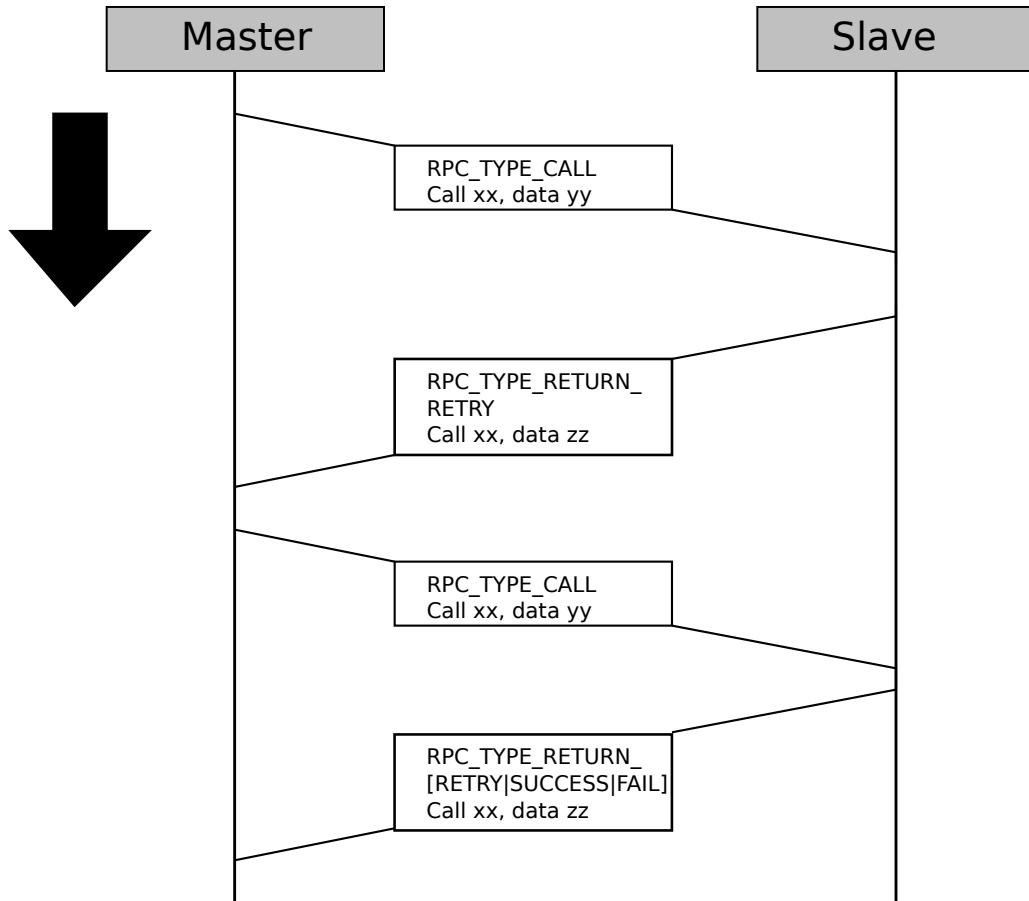 Master
Slave
RPC_TYPE_CALL
Call xx, data yy
RPC_TYPE_RETURN_
RETRY
Call xx, data zz
RPC_TYPE_CALL
Call xx, data yy
RPC_TYPE_RETURN_
[RETRY|SUCCESS|FAIL]
Call xx, data zz